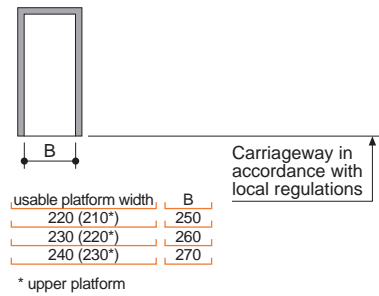 B
Carriageway in
accordance with
local regulations
usable platform width B
220 (210*) 250
230 (220*) 260
240 (230*) 270
* upper platform